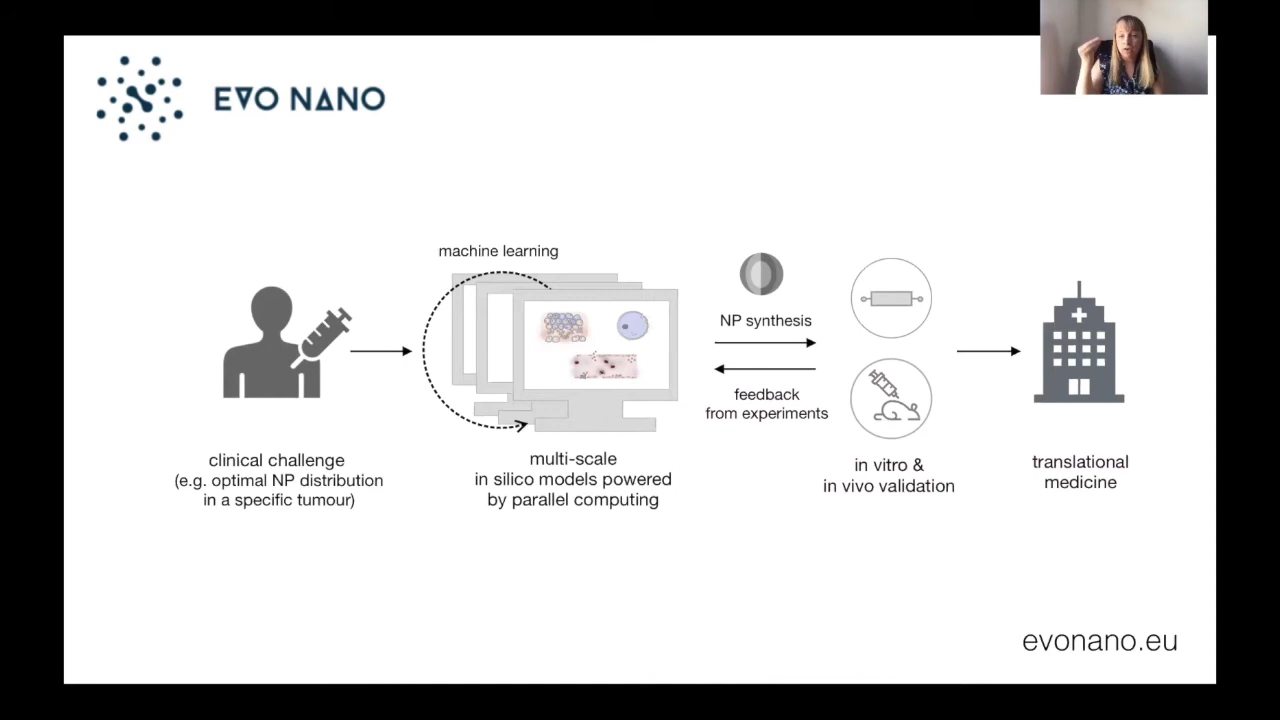 EVO NANO
machine learning
NP synthesis
feedback
from experiments
clinical challenge
(e.g. optimal NP distribution
in a specific tumour)
multi-scale
in silico models powered
by parallel computing
in vitro &
in vivo validation
translational
medicine
evonano.eu